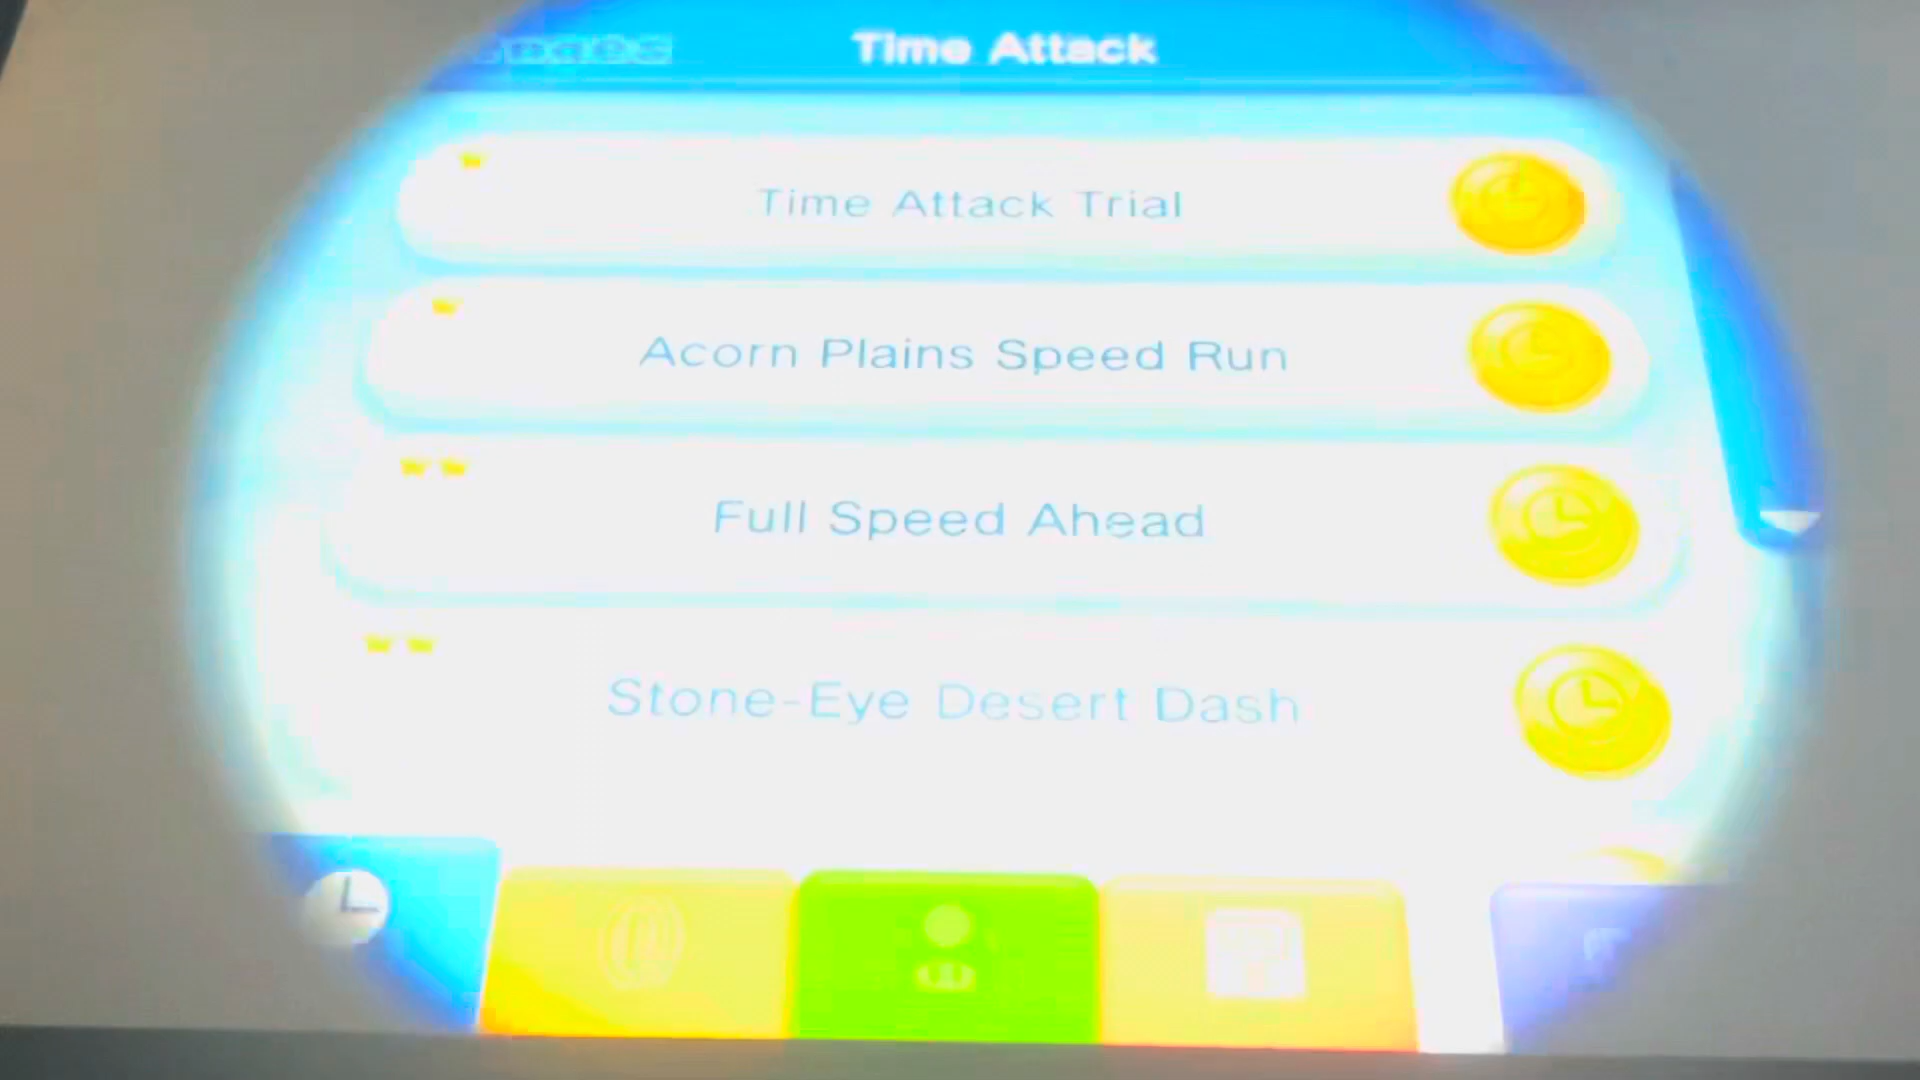 Time Attack
Time Attack Trial
Acorn Plains Speed Run
Full Speed Ahead
Stone-Eye Desert Dash